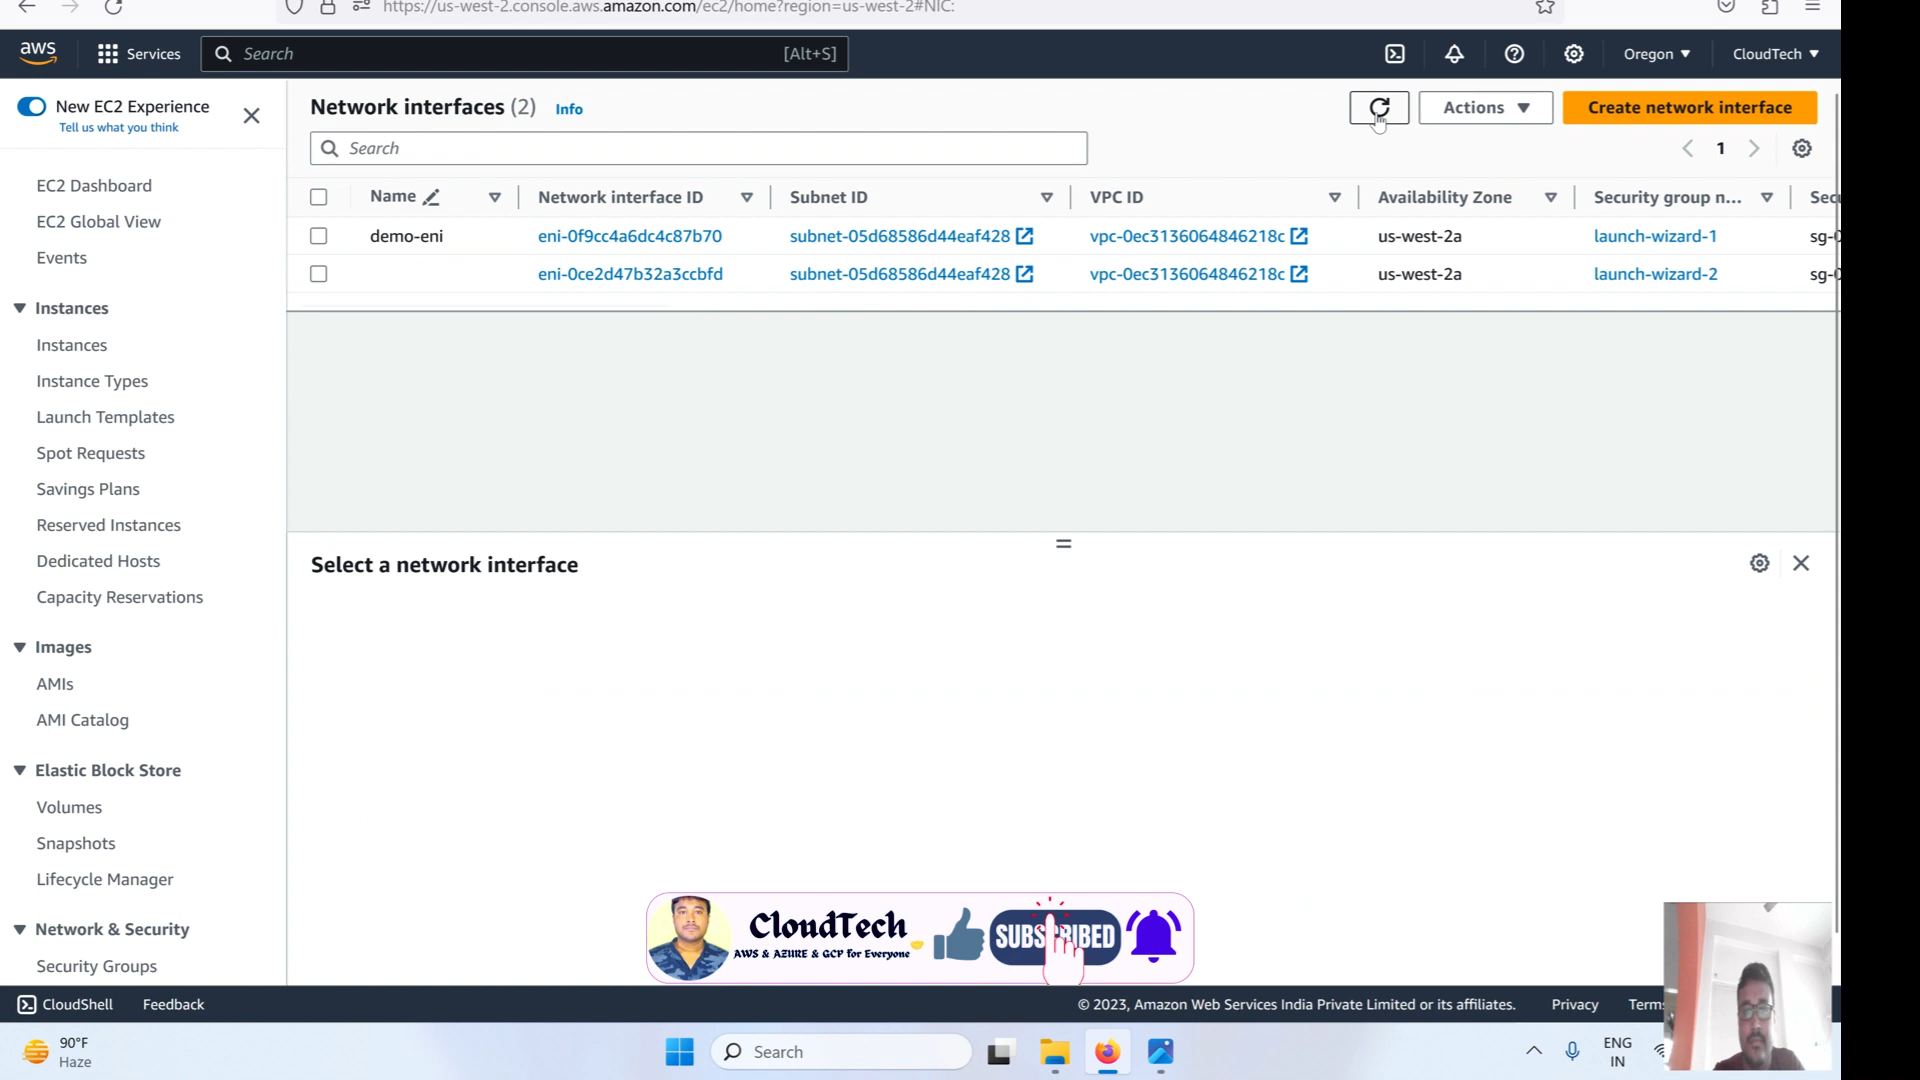 https://us-west-2.console.aws.amazon.com/ec2/home?region=us-west-2#NIC:
aws
Services
Search
[Alt+S]
Oregon
CloudTech
New EC2 Experience
Tell us what you think
EC2 Dashboard
EC2 Global View
Events
Instances
Instances
Instance Types
Launch Templates
Spot Requests
Savings Plans
Reserved Instances
Dedicated Hosts
Capacity Reservations
Images
AMIs
AMI Catalog
Elastic Block Store
Volumes
Snapshots
Lifecycle Manager
Network & Security
Security Groups
Network interfaces (2) Info
Actions
Create network interface
Search
1
Name Network interface ID Subnet ID VPC ID Availability Zone Security group n...
demo-eni eni-0f9cc4a6dc4c87b70 subnet-05d68586d44eaf428 vpc-0ec3136064846218c us-west-2a launch-wizard-1
eni-0ce2d47b32a3ccbfd subnet-05d68586d44eaf428 vpc-0ec3136064846218c us-west-2a launch-wizard-2
Select a network interface
CloudTech
AWS & AZURE & GCP for Everyone
SUBSCRIBED
CloudShell Feedback
© 2023, Amazon Web Services India Private Limited or its affiliates. Privacy
90°F
Haze
Search
ENG
IN